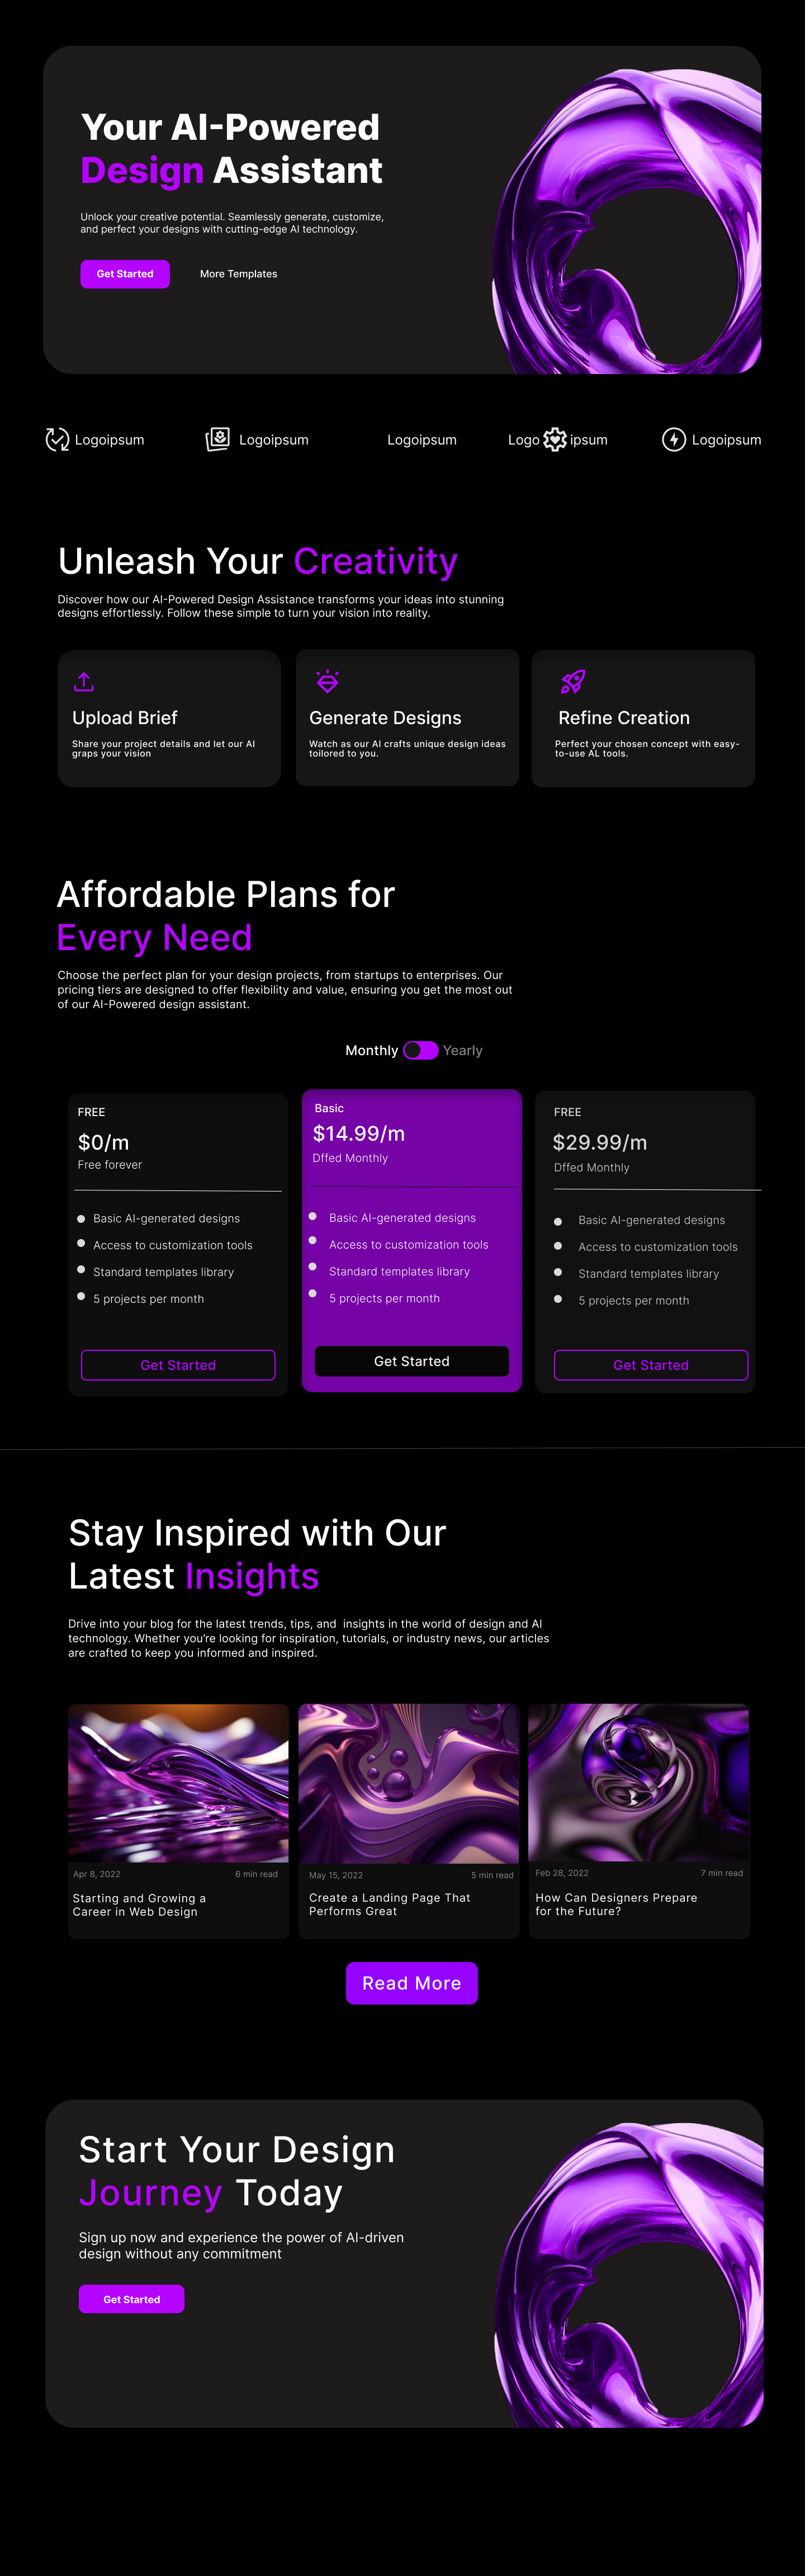 Your AI-Powered
Design Assistant
Unlock your creative potential. Seamlessly generate, customize,
and perfect your designs with cutting-edge AI technology.
Get Started
More Templates
Logoipsum
Logoipsum
Logoipsum
Logo ipsum
Logoipsum
Unleash Your Creativity
Discover how our AI-Powered Design Assistance transforms your ideas into stunning
designs effortlessly. Follow these simple to turn your vision into reality.
Upload Brief
Share your project details and let our AI
graps your vision
Generate Designs
Watch as our AI crafts unique design ideas
toilored to you.
Refine Creation
Perfect your chosen concept with easy-
to-use AL tools.
Affordable Plans for
Every Need
Choose the perfect plan for your design projects, from startups to enterprises. Our
pricing tiers are designed to offer flexibility and value, ensuring you get the most out
of our AI-Powered design assistant.
Monthly
Yearly
FREE
$0/m
Free forever
Basic AI-generated designs
Access to customization tools
Standard templates library
5 projects per month
Get Started
Basic
$14.99/m
Dffed Monthly
Basic AI-generated designs
Access to customization tools
Standard templates library
5 projects per month
Get Started
FREE
$29.99/m
Dffed Monthly
Basic AI-generated designs
Access to customization tools
Standard templates library
5 projects per month
Get Started
Stay Inspired with Our
Latest Insights
Drive into your blog for the latest trends, tips, and  insights in the world of design and AI
technology. Whether you're looking for inspiration, tutorials, or industry news, our articles
are crafted to keep you informed and inspired.
Apr 8, 2022
6 min read
Starting and Growing a
Career in Web Design
May 15, 2022
5 min read
Create a Landing Page That
Performs Great
Feb 28, 2022
7 min read
How Can Designers Prepare
for the Future?
Read More
Start Your Design
Journey Today
Sign up now and experience the power of AI-driven
design without any commitment
Get Started